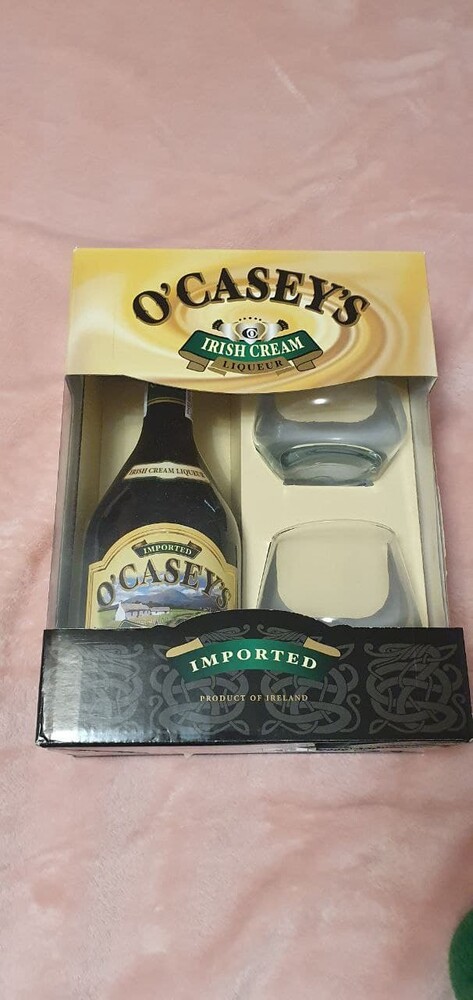 O'CASEY'S
IRISH CREAM
LIQUEUR
IRISH CREAM LIQUEUR
IMPORTED
O'CASEY'S
IMPORTED
PRODUCT OF IRELAND